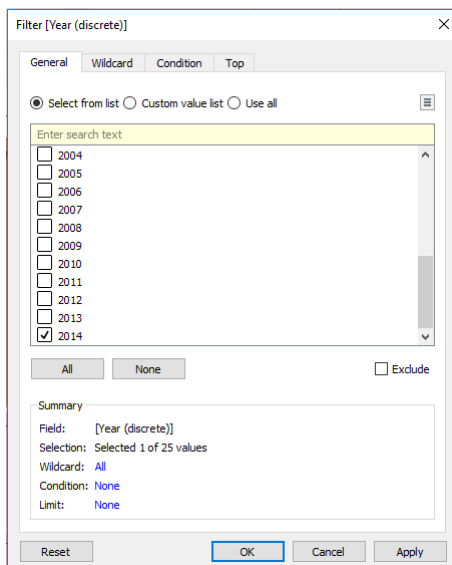 Filter [Year (discrete)]
General Wildcard Condition Top
Select from list Custom value list Use all
Enter search text
2004
2005
2006
2007
2008
2009
2010
2011
2012
2013
2014
All None Exclude
Summary
Field: [Year (discrete)]
Selection: Selected 1 of 25 values
Wildcard: All
Condition: None
Limit: None
Reset OK Cancel Apply